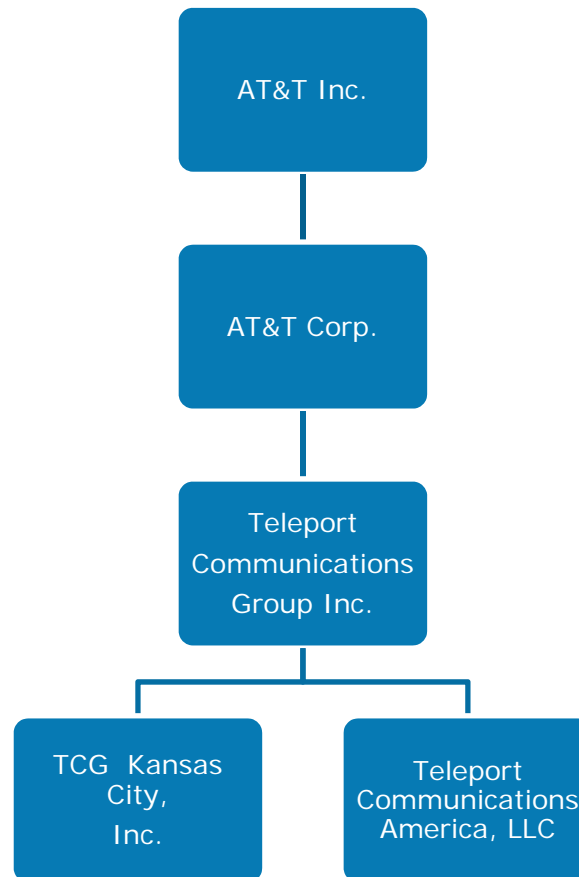 AT&T Inc.
AT&T Corp.
Teleport
Communications
Group Inc.
TCG Kansas
City,
Inc.
Teleport
Communications
America, LLC